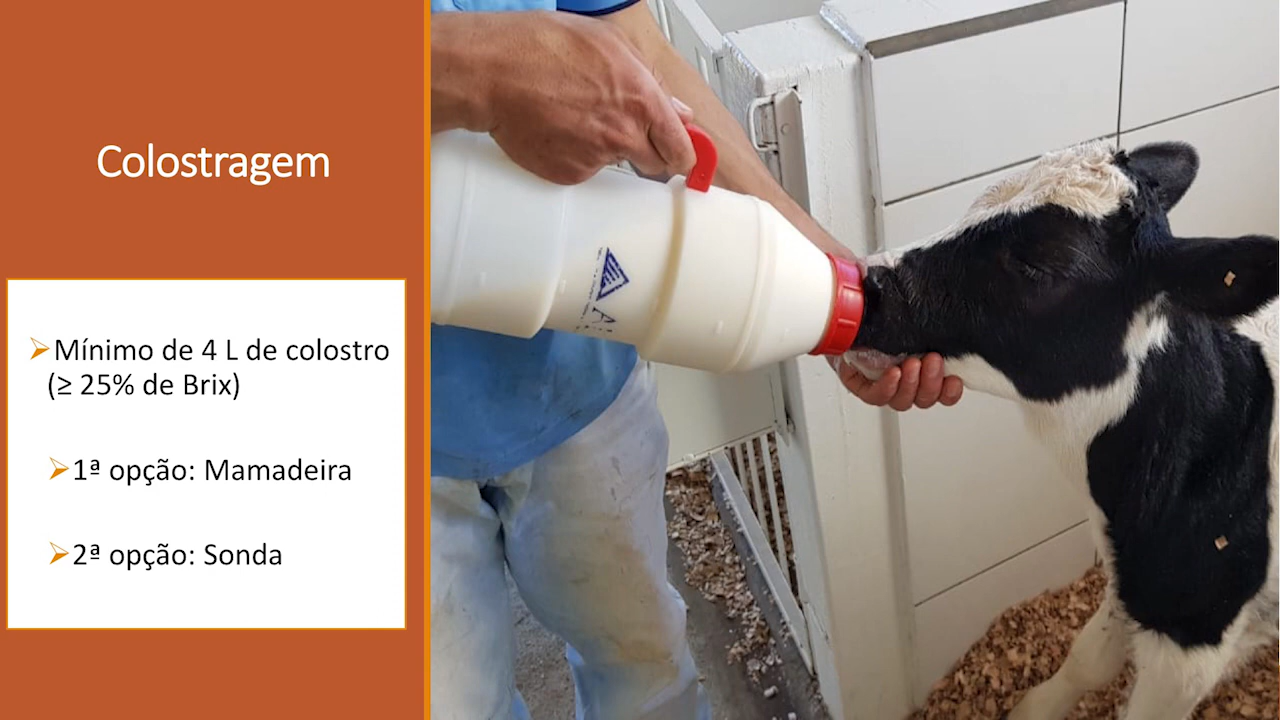 Colostragem
Mínimo de 4 L de colostro
(≥ 25% de Brix)
1ª opção: Mamadeira
2ª opção: Sonda